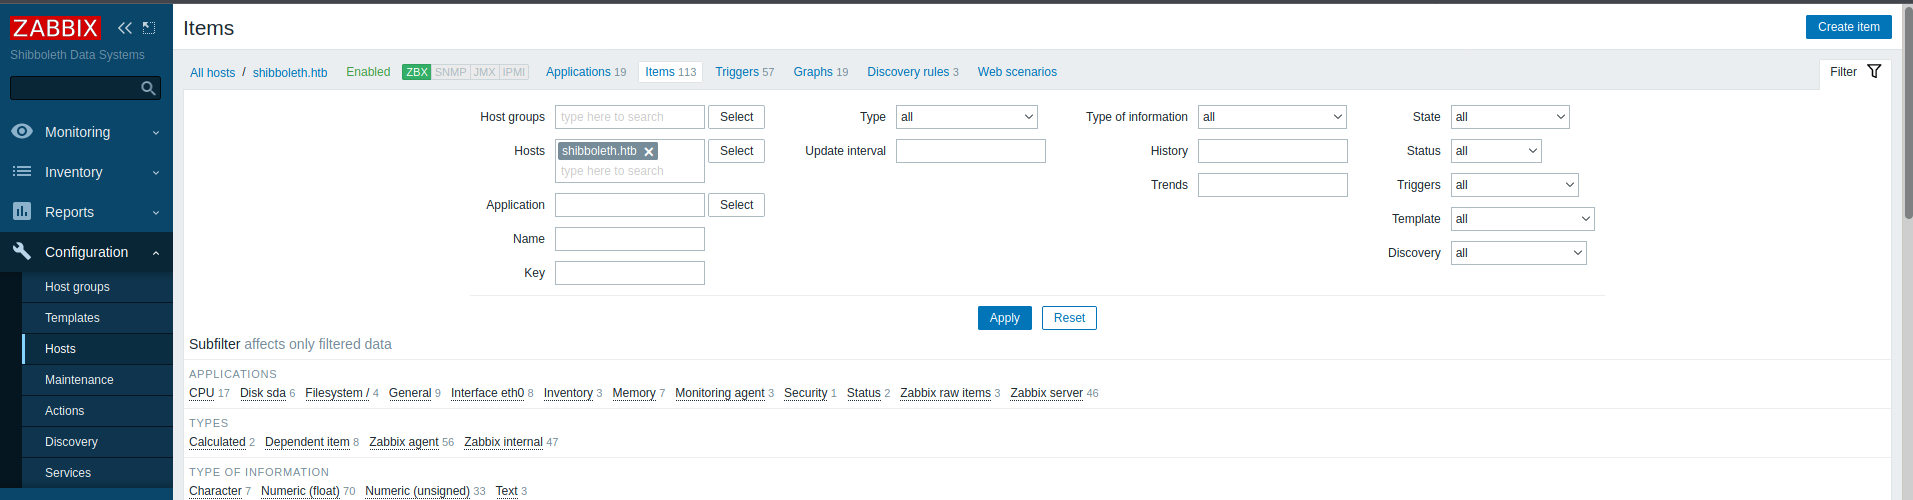 ZABBIX
Shibboleth Data Systems
Monitoring
Inventory
Reports
Configuration
Host groups
Templates
Hosts
Maintenance
Actions
Discovery
Services
Items
Create item
All hosts / shibboleth.htb Enabled ZBX SNMP JMX IPMI Applications 19 Items 113 Triggers 57 Graphs 19 Discovery rules 3 Web scenarios
Filter
Host groups type here to search Select Type all Type of information all State all
Hosts shibboleth.htb Select Update interval History Status all
type here to search
Trends Triggers all
Application Select
Template all
Name
Discovery all
Key
Apply Reset
Subfilter affects only filtered data
APPLICATIONS
CPU 17 Disk sda 6 Filesystem / 4 General 9 Interface eth0 8 Inventory 3 Memory 7 Monitoring agent 3 Security 1 Status 2 Zabbix raw items 3 Zabbix server 46
TYPES
Calculated 2 Dependent item 8 Zabbix agent 56 Zabbix internal 47
TYPE OF INFORMATION
Character 7 Numeric (float) 70 Numeric (unsigned) 33 Text 3